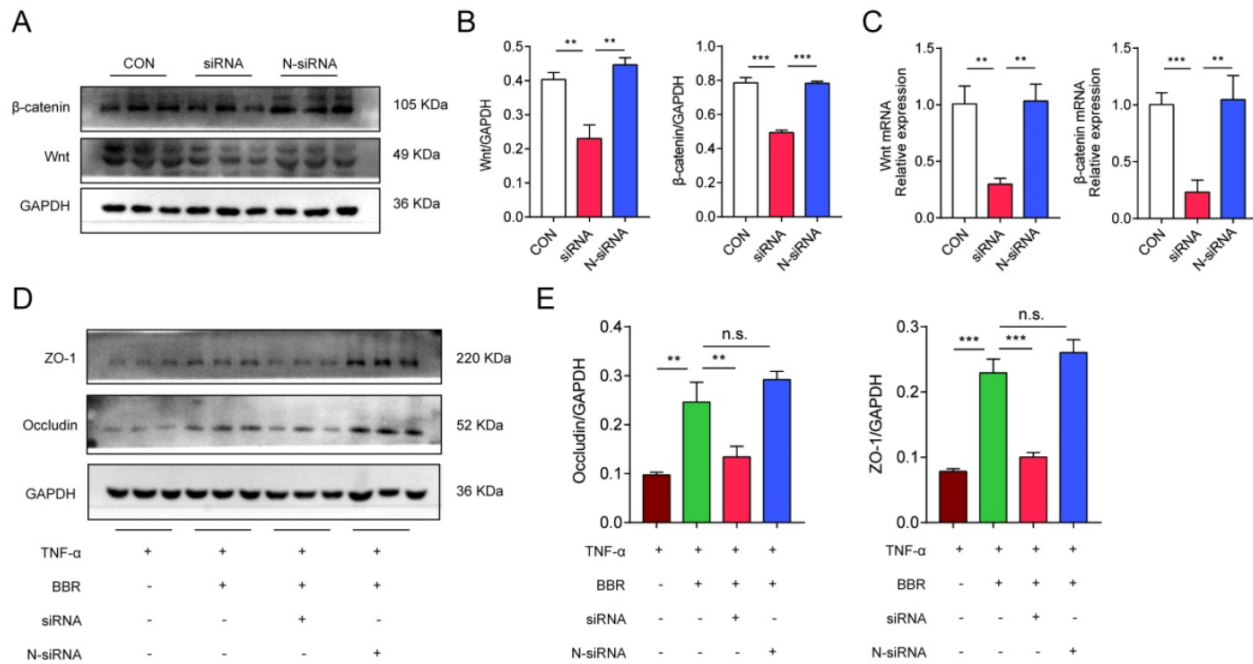 A
CON siRNA N-siRNA
β-catenin 105 KDa
Wnt 49 KDa
GAPDH 36 KDa
B
Wnt/GAPDH
0.5
0.4
0.3
0.2
0.1
0.0
** **
CON siRNA N-siRNA
β-catenin/GAPDH
1.0
0.8
0.6
0.4
0.2
0.0
*** ***
CON siRNA N-siRNA
C
Wnt mRNA
Relative expression
1.5
1.0
0.5
0.0
** **
CON siRNA N-siRNA
β-catenin mRNA
Relative expression
1.5
1.0
0.5
0.0
*** **
CON siRNA N-siRNA
D
ZO-1 220 KDa
Occludin 52 KDa
GAPDH 36 KDa
TNF-α + + + +
BBR - + + +
siRNA - - + -
N-siRNA - - - +
E
Occludin/GAPDH
0.4
0.3
0.2
0.1
0.0
n.s.
** **
TNF-α + + + +
BBR - + + +
siRNA - - + -
N-siRNA - - - +
ZO-1/GAPDH
0.3
0.2
0.1
0.0
n.s.
*** ***
TNF-α + + + +
BBR - + + +
siRNA - - + -
N-siRNA - - - +